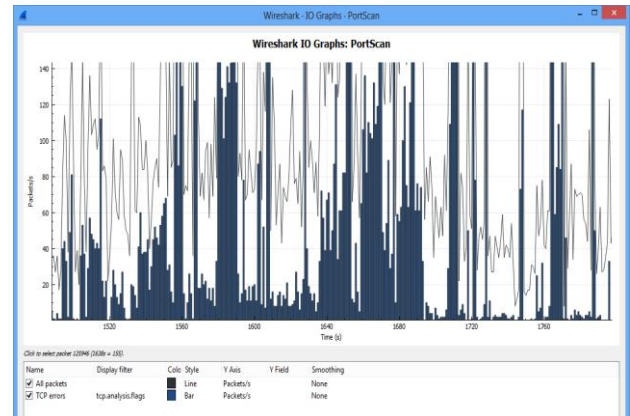 Wireshark · IO Graphs · PortScan
Wireshark IO Graphs: PortScan
140
120
100
80
60
40
20
Packets/s
1520
1560
1600
1640
1680
1720
1760
Time (s)
Click to select packet 120946 (1638s = 155).
Name Display filter Colc Style Y Axis Y Field Smoothing
All packets Line Packets/s None
TCP errors tcp.analysis.flags Bar Packets/s None